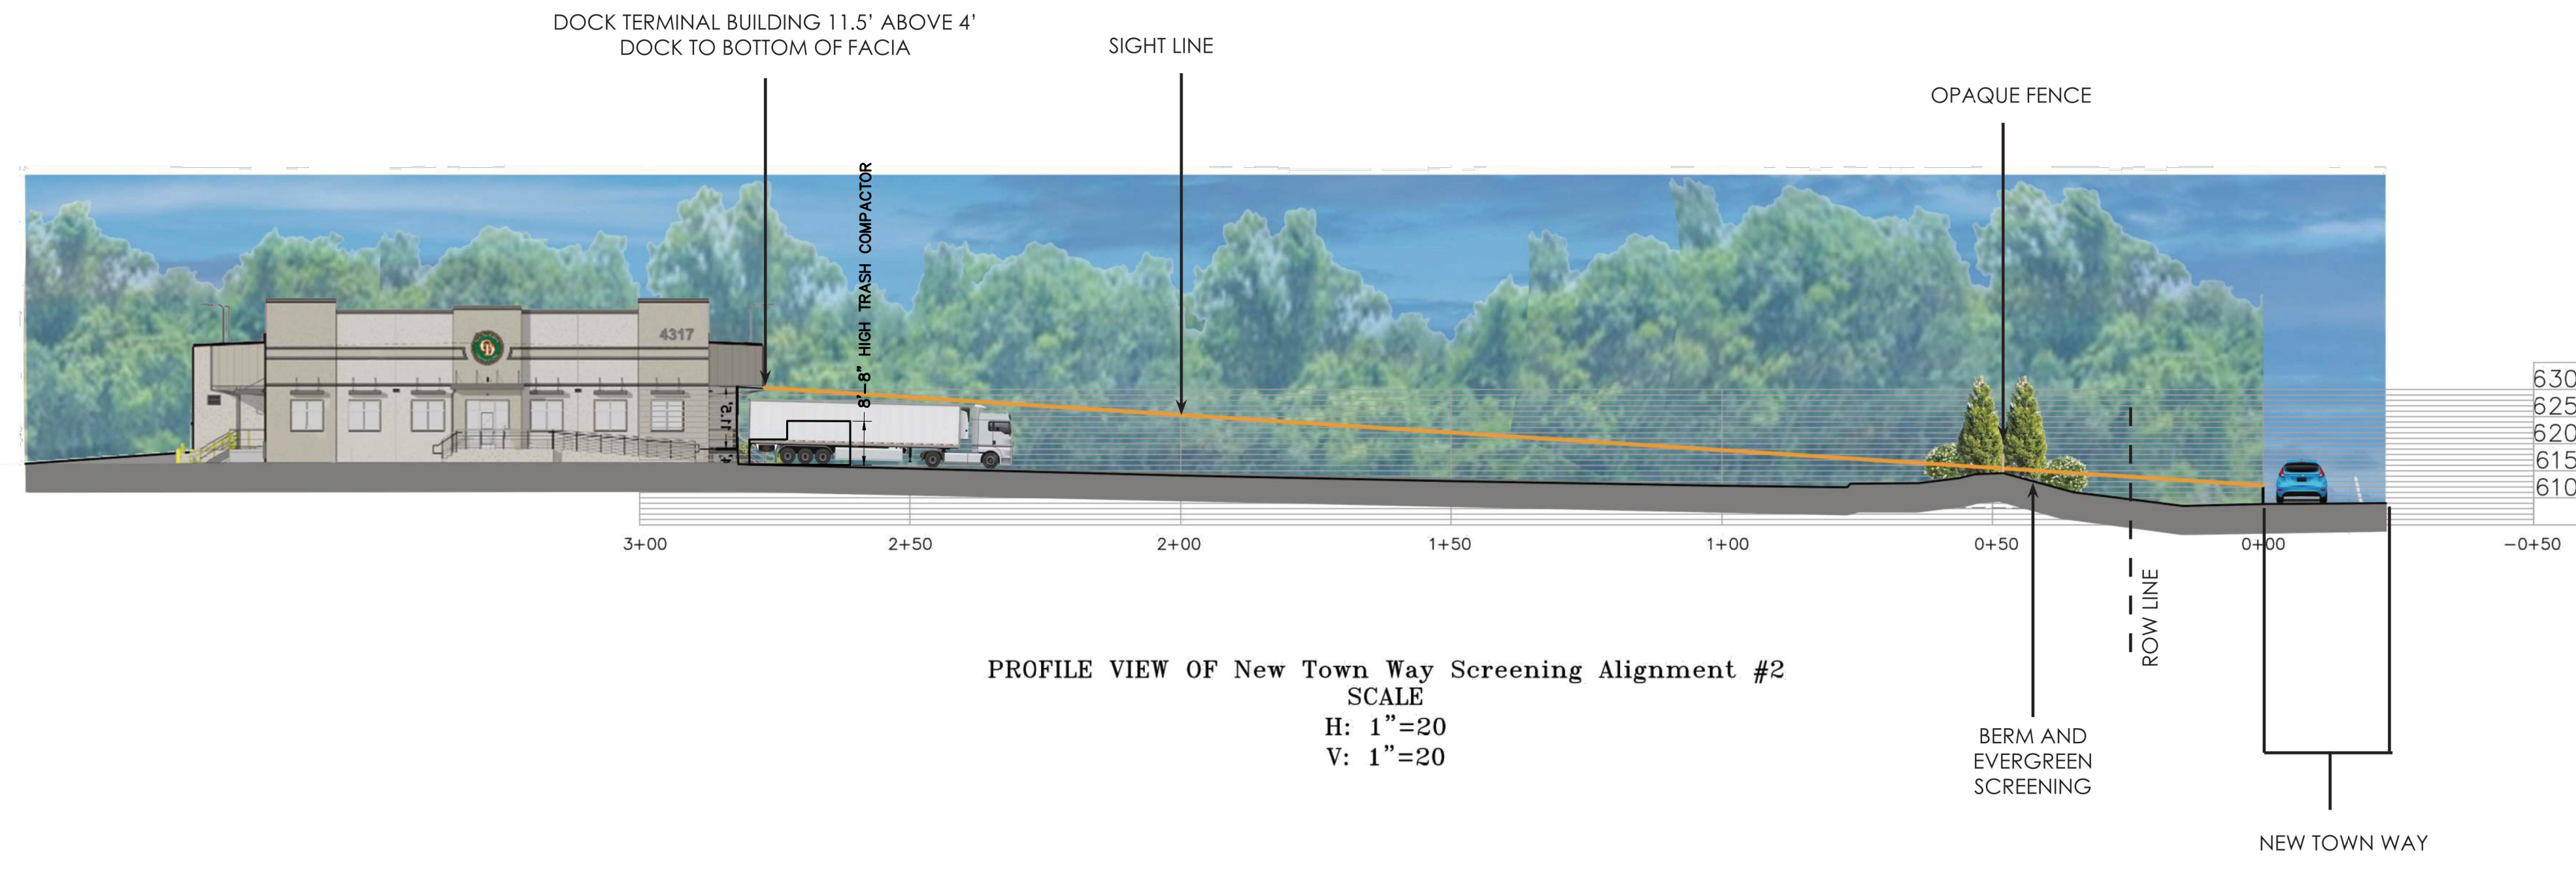 DOCK TERMINAL BUILDING 11.5' ABOVE 4'
DOCK TO BOTTOM OF FACIA
SIGHT LINE
OPAQUE FENCE
8'-8" HIGH TRASH COMPACTOR
4317
11.5'
630
625
620
615
610
3+00
2+50
2+00
1+50
1+00
0+50
0+00
-0+50
ROW LINE
PROFILE VIEW OF New Town Way Screening Alignment #2
SCALE
H: 1"=20
V: 1"=20
BERM AND
EVERGREEN
SCREENING
NEW TOWN WAY